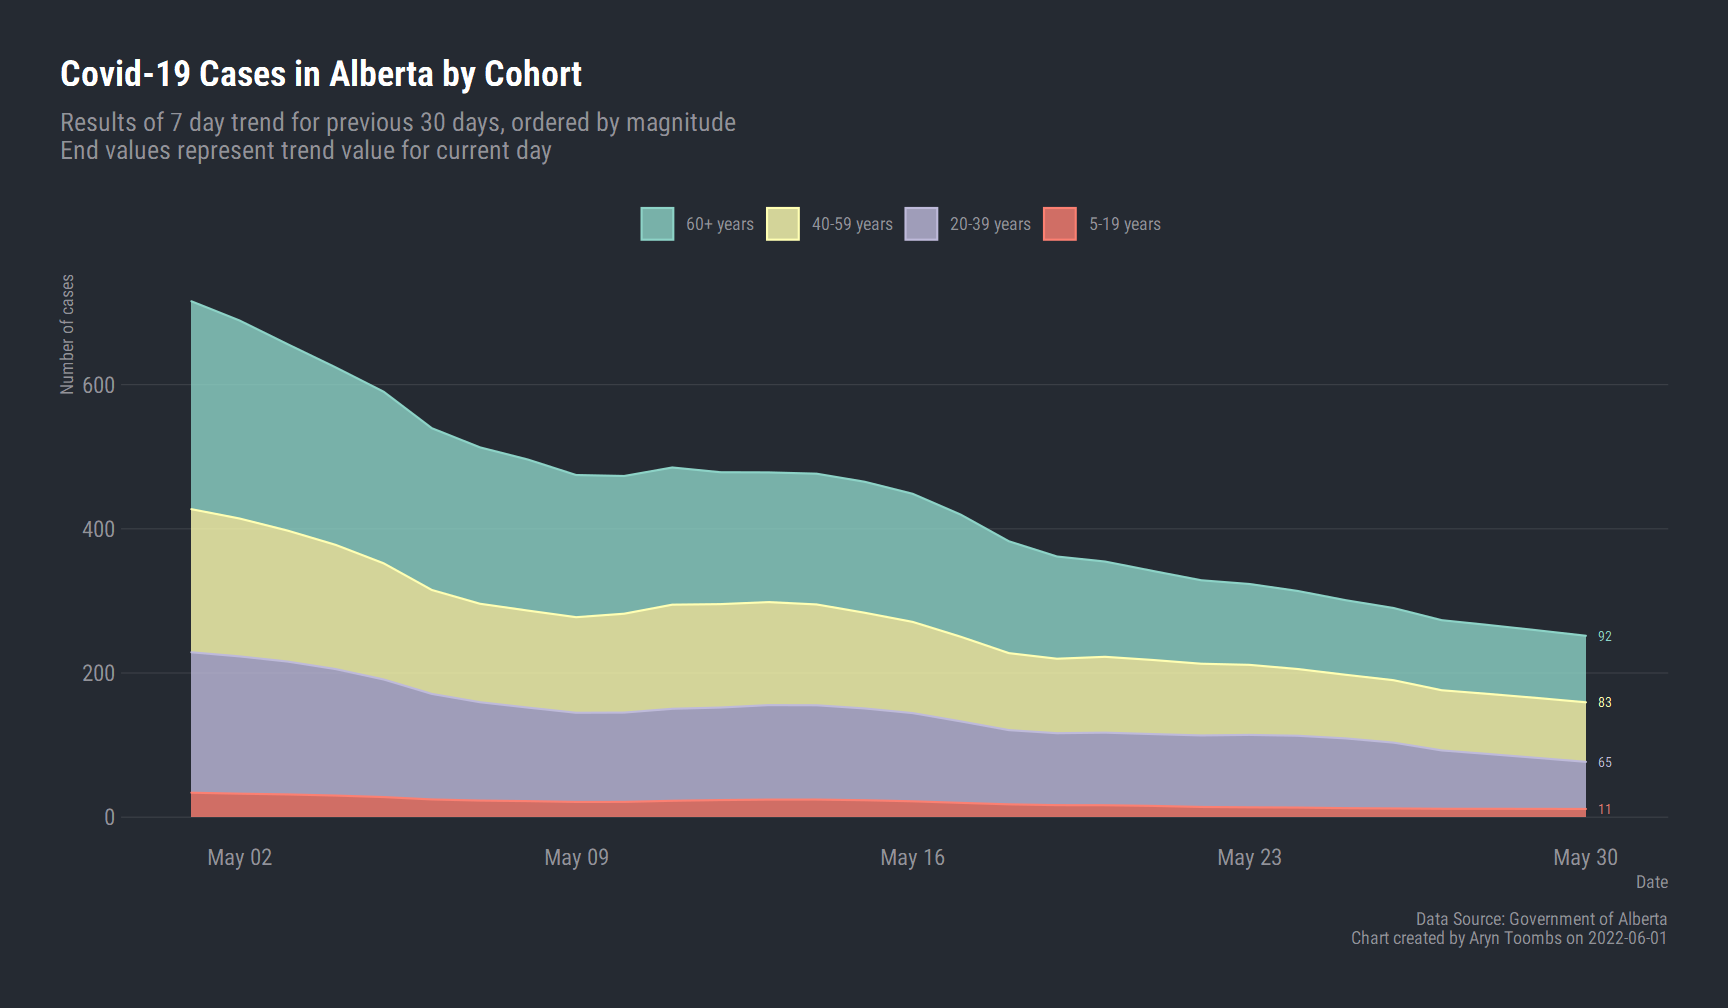 Covid-19 Cases in Alberta by Cohort
Results of 7 day trend for previous 30 days, ordered by magnitude
End values represent trend value for current day
60+ years
40-59 years
20-39 years
5-19 years
Number of cases
600
400
200
0
92
83
65
11
May 02
May 09
May 16
May 23
May 30
Date
Data Source: Government of Alberta
Chart created by Aryn Toombs on 2022-06-01